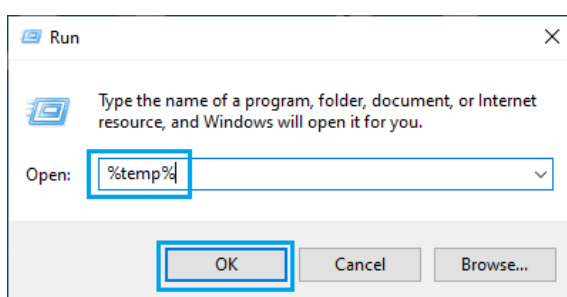 Run
Type the name of a program, folder, document, or Internet
resource, and Windows will open it for you.
Open: %temp%
OK Cancel Browse...